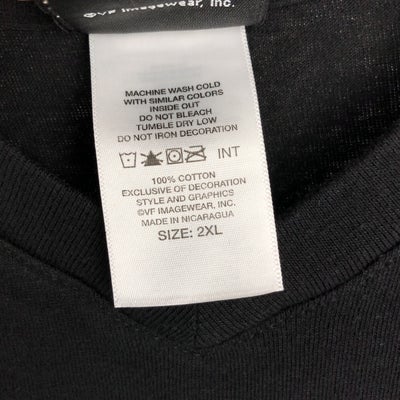 ©VF Imagewear, Inc.
MACHINE WASH COLD
WITH SIMILAR COLORS
INSIDE OUT
DO NOT BLEACH
TUMBLE DRY LOW
DO NOT IRON DECORATION
INT
100% COTTON
EXCLUSIVE OF DECORATION
STYLE AND GRAPHICS
©VF IMAGEWEAR, INC.
MADE IN NICARAGUA
SIZE: 2XL